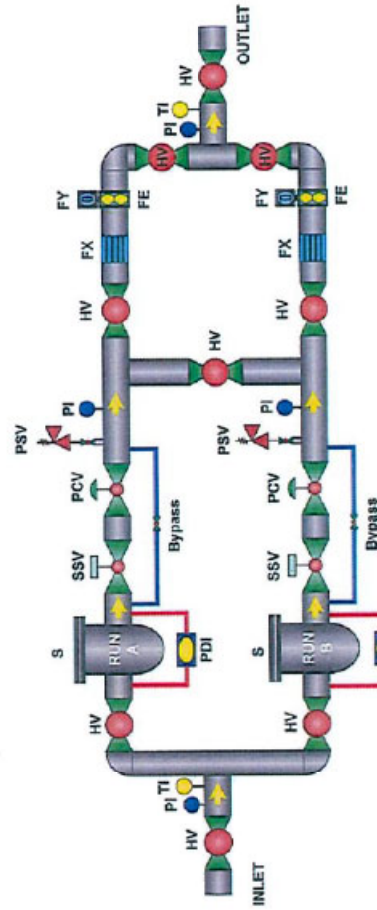 PSV
FY
S
SSV
PCV
PI
HV
FX
FE
HV
PI
TI
HV
OUTLET
HV
RUN
A
PDI
Bypass
INLET
HV
PI
TI
HV
HV
PSV
FY
S
SSV
PCV
PI
HV
FX
FE
HV
RUN
B
Bypass